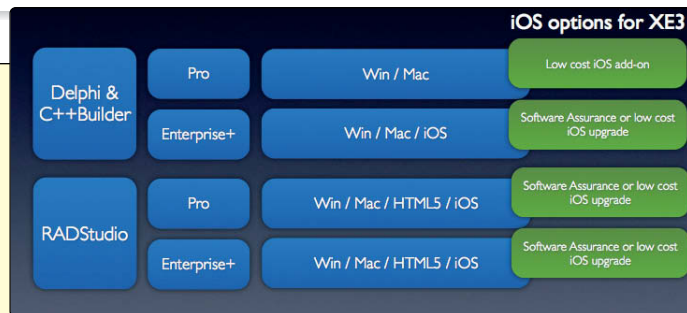 iOS options for XE3
Delphi &
C++Builder
Pro
Win / Mac
Low cost iOS add-on
Enterprise+
Win / Mac / iOS
Software Assurance or low cost
iOS upgrade
RADStudio
Pro
Win / Mac / HTML5 / iOS
Software Assurance or low cost
iOS upgrade
Enterprise+
Win / Mac / HTML5 / iOS
Software Assurance or low cost
iOS upgrade